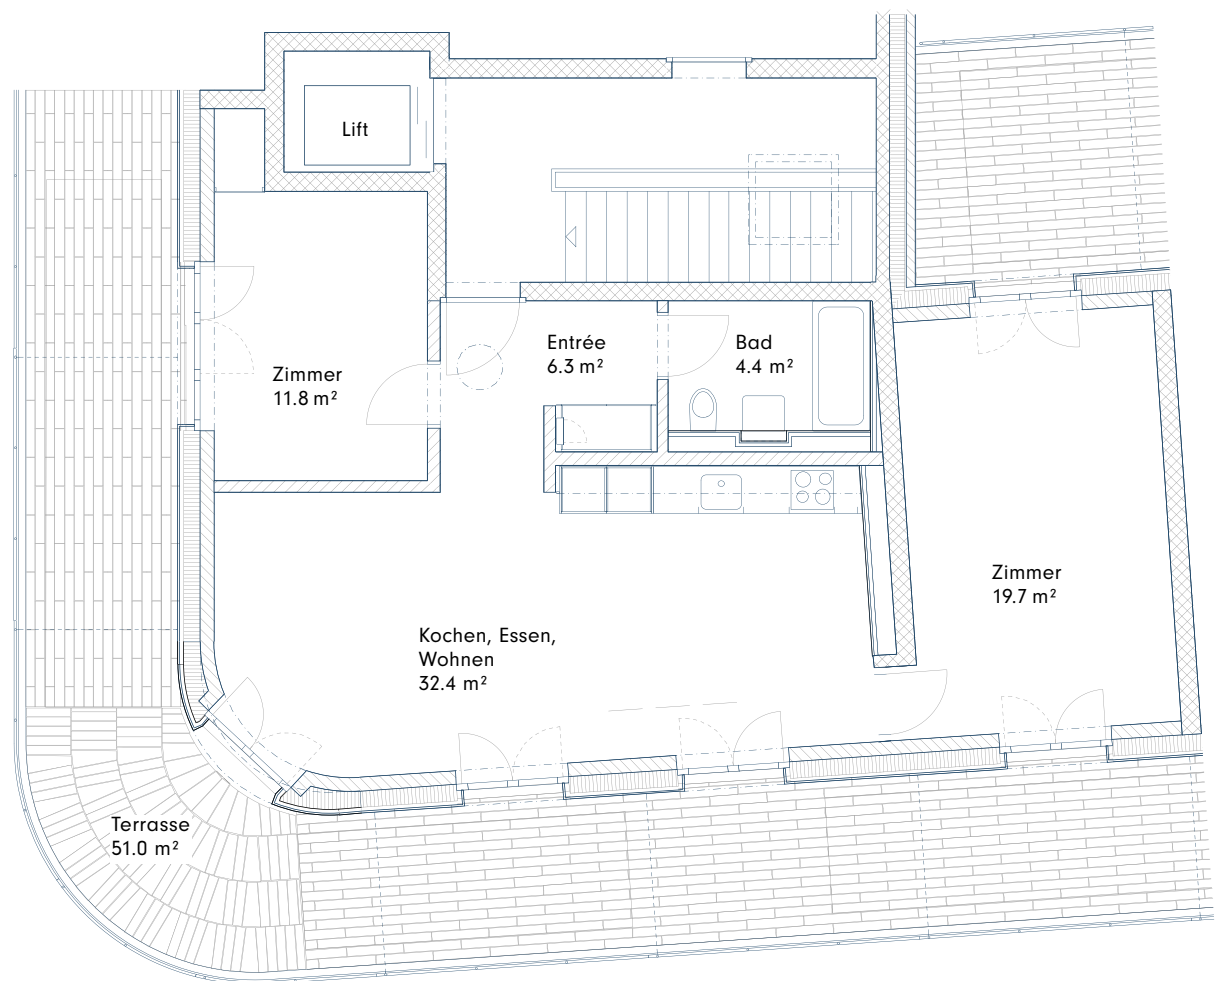 Lift
Entrée
6.3 m²
Bad
4.4 m²
Zimmer
11.8 m²
Zimmer
19.7 m²
Kochen, Essen,
Wohnen
32.4 m²
Terrasse
51.0 m²